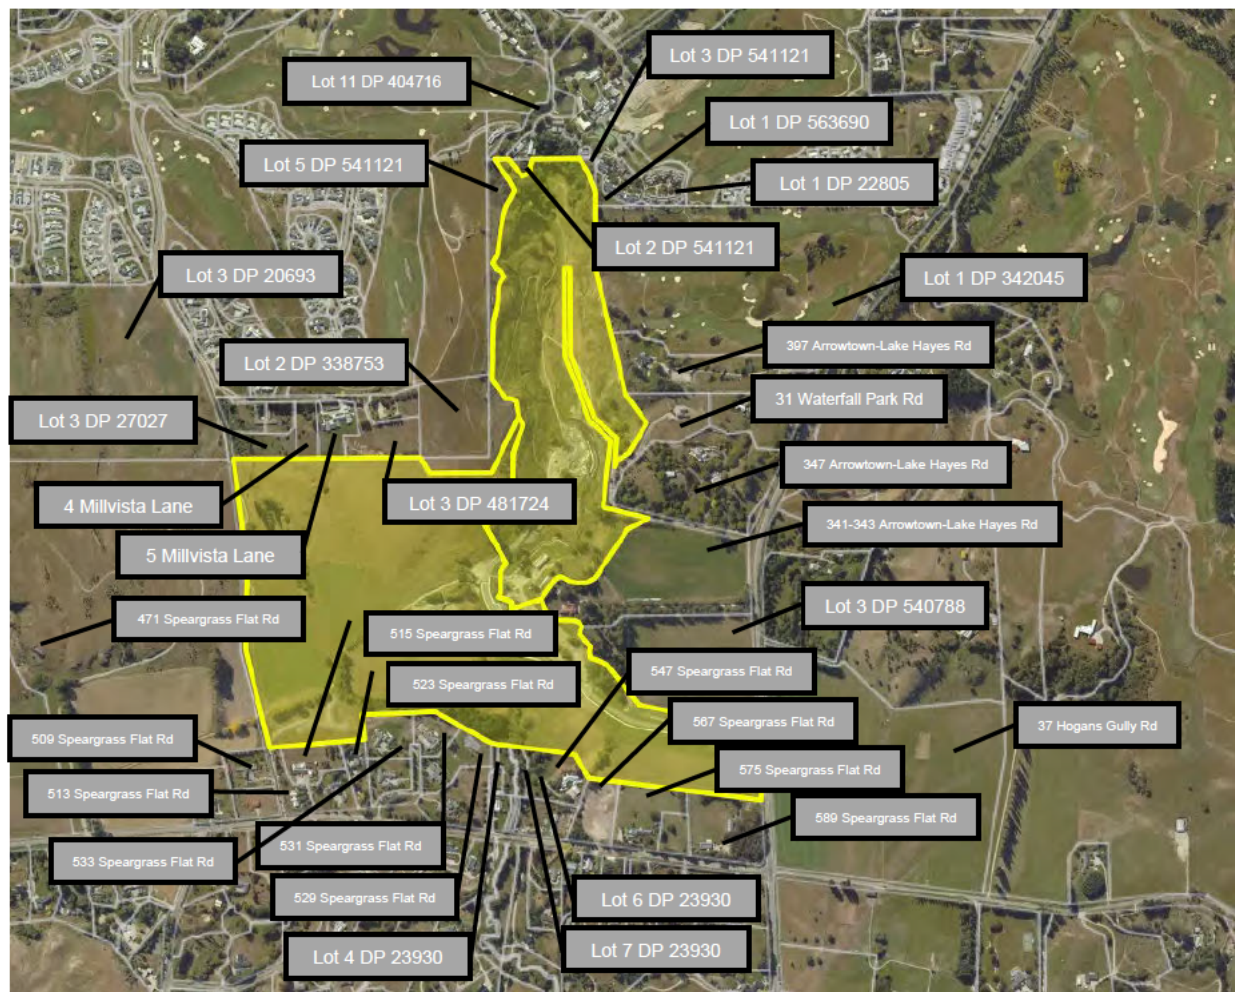 Lot 3 DP 541121
Lot 11 DP 404716
Lot 1 DP 563690
Lot 5 DP 541121
Lot 1 DP 22805
Lot 2 DP 541121
Lot 3 DP 20693
Lot 1 DP 342045
397 Arrowtown-Lake Hayes Rd
Lot 2 DP 338753
31 Waterfall Park Rd
Lot 3 DP 27027
347 Arrowtown-Lake Hayes Rd
4 Millvista Lane
Lot 3 DP 481724
341-343 Arrowtown-Lake Hayes Rd
5 Millvista Lane
Lot 3 DP 540788
471 Speargrass Flat Rd
515 Speargrass Flat Rd
547 Speargrass Flat Rd
523 Speargrass Flat Rd
567 Speargrass Flat Rd
37 Hogans Gully Rd
509 Speargrass Flat Rd
575 Speargrass Flat Rd
513 Speargrass Flat Rd
589 Speargrass Flat Rd
531 Speargrass Flat Rd
533 Speargrass Flat Rd
529 Speargrass Flat Rd
Lot 6 DP 23930
Lot 4 DP 23930
Lot 7 DP 23930